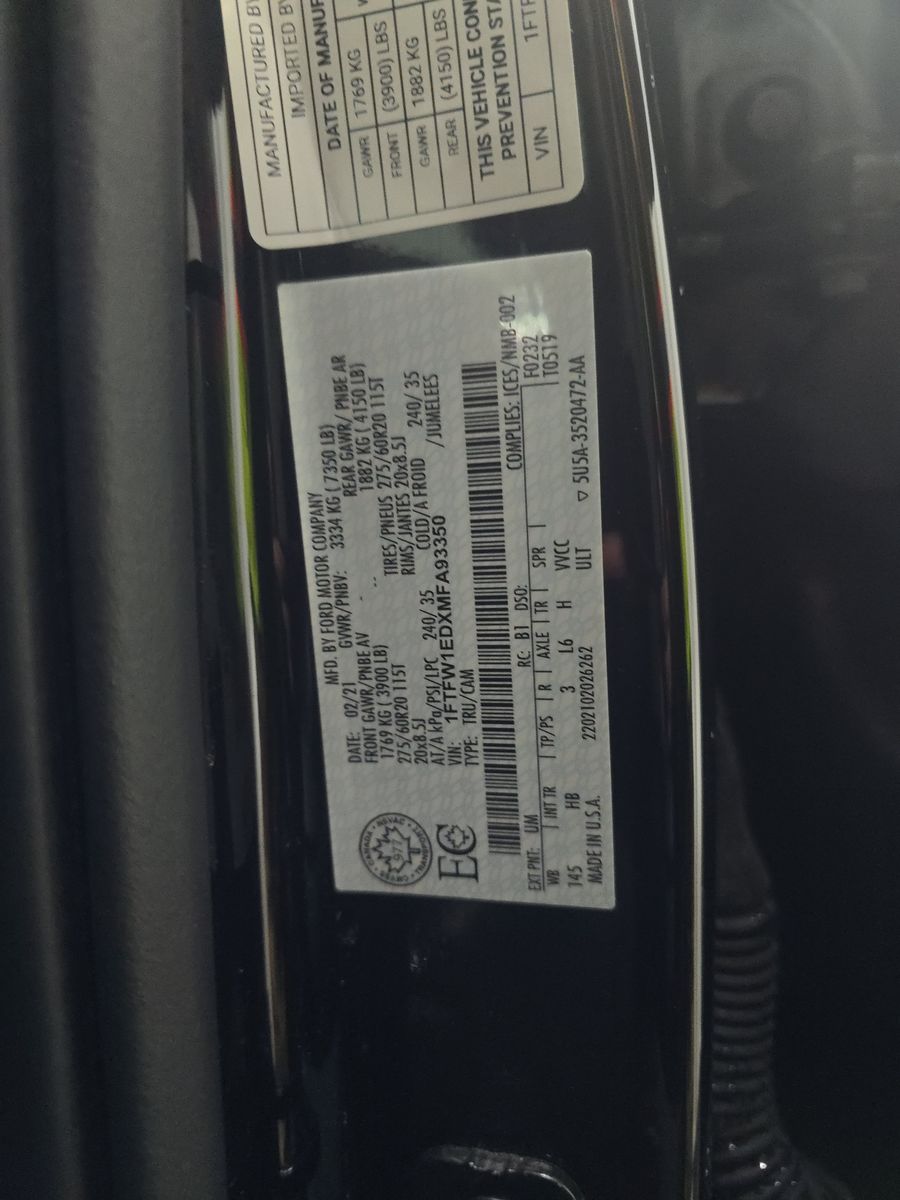 MFD. BY FORD MOTOR COMPANY
DATE: 02/21 GVWR/PNBV: 3334 KG ( 7350 LB)
FRONT GAWR/PNBE AV REAR GAWR/ PNBE AR
1769 KG ( 3900 LB) 1882 KG ( 4150 LB)
275/60R20 115T TIRES/PNEUS 275/60R20 115T
20x8.5J RIMS/JANTES 20x8.5J
AT/A kPa/PSI/LPC 240/ 35 COLD/A FROID 240/ 35
VIN: 1FTFW1EDXMFA93350 /JUMELEES
TYPE: TRU/CAM
COMPLIES: ICES/NMB-002
EXT PNT: UM RC: B1 DSO: F0232
WB INT TR TP/PS R AXLE TR SPR T0519
145 HB 3 L6 H VVCC
MADE IN U.S.A. 2202102026262 ULT ▽ 5U5A-3520472-AA
CANADA
NSVAC
TRANSPORT
977
EC
MANUFACTURED BY
IMPORTED BY
DATE OF MANUF
GAWR 1769 KG
FRONT (3900) LBS
GAWR 1882 KG
REAR (4150) LBS
THIS VEHICLE CON
PREVENTION STA
VIN 1FTF